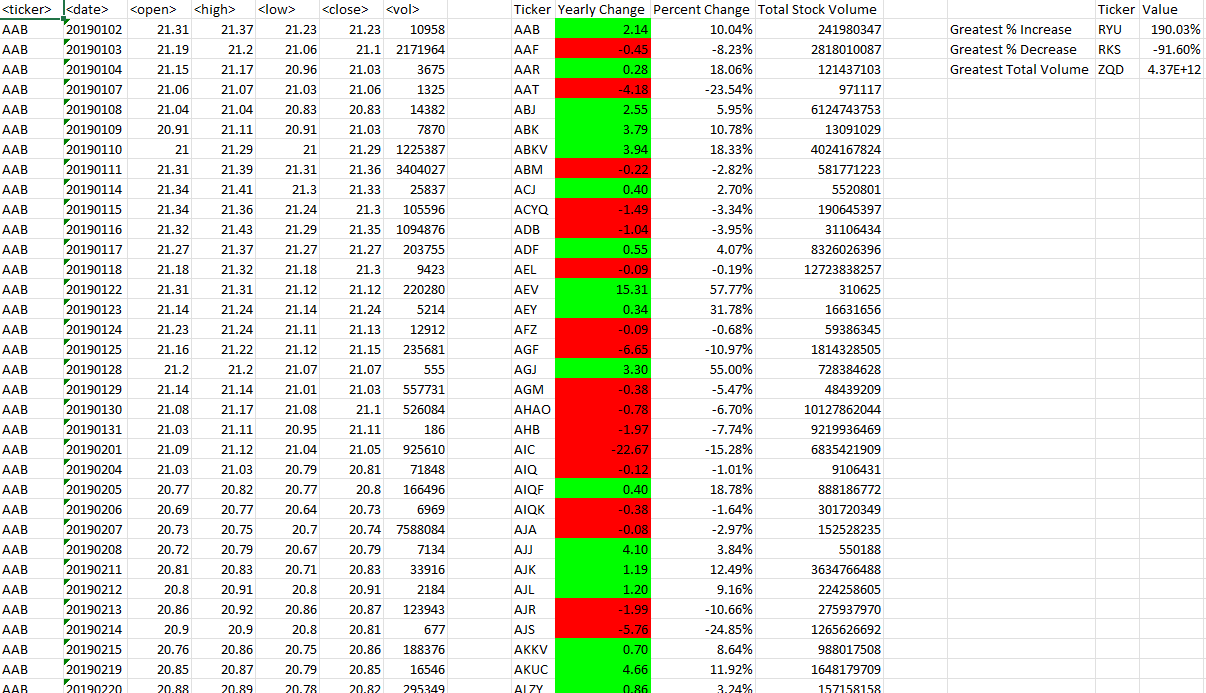 <ticker> <date> <open> <high> <low> <close> <vol> Ticker Yearly Change Percent Change Total Stock Volume Ticker Value
AAB 20190102 21.31 21.37 21.23 21.23 10958 AAB 2.14 10.04% 241980347 Greatest % Increase RYU 190.03%
AAB 20190103 21.19 21.2 21.06 21.1 2171964 AAF -0.45 -8.23% 2818010087 Greatest % Decrease RKS -91.60%
AAB 20190104 21.15 21.17 20.96 21.03 3675 AAR 0.28 18.06% 121437103 Greatest Total Volume ZQD 4.37E+12
AAB 20190107 21.06 21.07 21.03 21.06 1325 AAT -4.18 -23.54% 971117
AAB 20190108 21.04 21.04 20.83 20.83 14382 ABJ 2.55 5.95% 6124743753
AAB 20190109 20.91 21.11 20.91 21.03 7870 ABK 3.79 10.78% 13091029
AAB 20190110 21 21.29 21 21.29 1225387 ABKV 3.94 18.33% 4024167824
AAB 20190111 21.31 21.39 21.31 21.36 3404027 ABM -0.22 -2.82% 581771223
AAB 20190114 21.34 21.41 21.3 21.33 25837 ACJ 0.40 2.70% 5520801
AAB 20190115 21.34 21.36 21.24 21.3 105596 ACYQ -1.49 -3.34% 190645397
AAB 20190116 21.32 21.43 21.29 21.35 1094876 ADB -1.04 -3.95% 31106434
AAB 20190117 21.27 21.37 21.27 21.27 203755 ADF 0.55 4.07% 8326026396
AAB 20190118 21.18 21.32 21.18 21.3 9423 AEL -0.09 -0.19% 12723838257
AAB 20190122 21.31 21.31 21.12 21.12 220280 AEV 15.31 57.77% 310625
AAB 20190123 21.14 21.24 21.14 21.24 5214 AEY 0.34 31.78% 16631656
AAB 20190124 21.23 21.24 21.11 21.13 12912 AFZ -0.09 -0.68% 59386345
AAB 20190125 21.16 21.22 21.12 21.15 235681 AGF -6.65 -10.97% 1814328505
AAB 20190128 21.2 21.2 21.07 21.07 555 AGJ 3.30 55.00% 728384628
AAB 20190129 21.14 21.14 21.01 21.03 557731 AGM -0.38 -5.47% 48439209
AAB 20190130 21.08 21.17 21.08 21.1 526084 AHAO -0.78 -6.70% 10127862044
AAB 20190131 21.03 21.11 20.95 21.11 186 AHB -1.97 -7.74% 9219936469
AAB 20190201 21.09 21.12 21.04 21.05 925610 AIC -22.67 -15.28% 6835421909
AAB 20190204 21.03 21.03 20.79 20.81 71848 AIQ -0.12 -1.01% 9106431
AAB 20190205 20.77 20.82 20.77 20.8 166496 AIQF 0.40 18.78% 888186772
AAB 20190206 20.69 20.77 20.64 20.73 6969 AIQK -0.38 -1.64% 301720349
AAB 20190207 20.73 20.75 20.7 20.74 7588084 AJA -0.08 -2.97% 152528235
AAB 20190208 20.72 20.79 20.67 20.79 7134 AJJ 4.10 3.84% 550188
AAB 20190211 20.81 20.83 20.71 20.83 33916 AJK 1.19 12.49% 3634766488
AAB 20190212 20.8 20.91 20.8 20.91 2184 AJL 1.20 9.16% 224258605
AAB 20190213 20.86 20.92 20.86 20.87 123943 AJR -1.99 -10.66% 275937970
AAB 20190214 20.9 20.9 20.8 20.81 677 AJS -5.76 -24.85% 1265626692
AAB 20190215 20.76 20.86 20.75 20.86 188376 AKKV 0.70 8.64% 988017508
AAB 20190219 20.85 20.87 20.79 20.85 16546 AKUC 4.66 11.92% 1648179709
AAB 20190220 20.88 20.89 20.78 20.82 295349 ALZY 0.86 3.24% 157158158